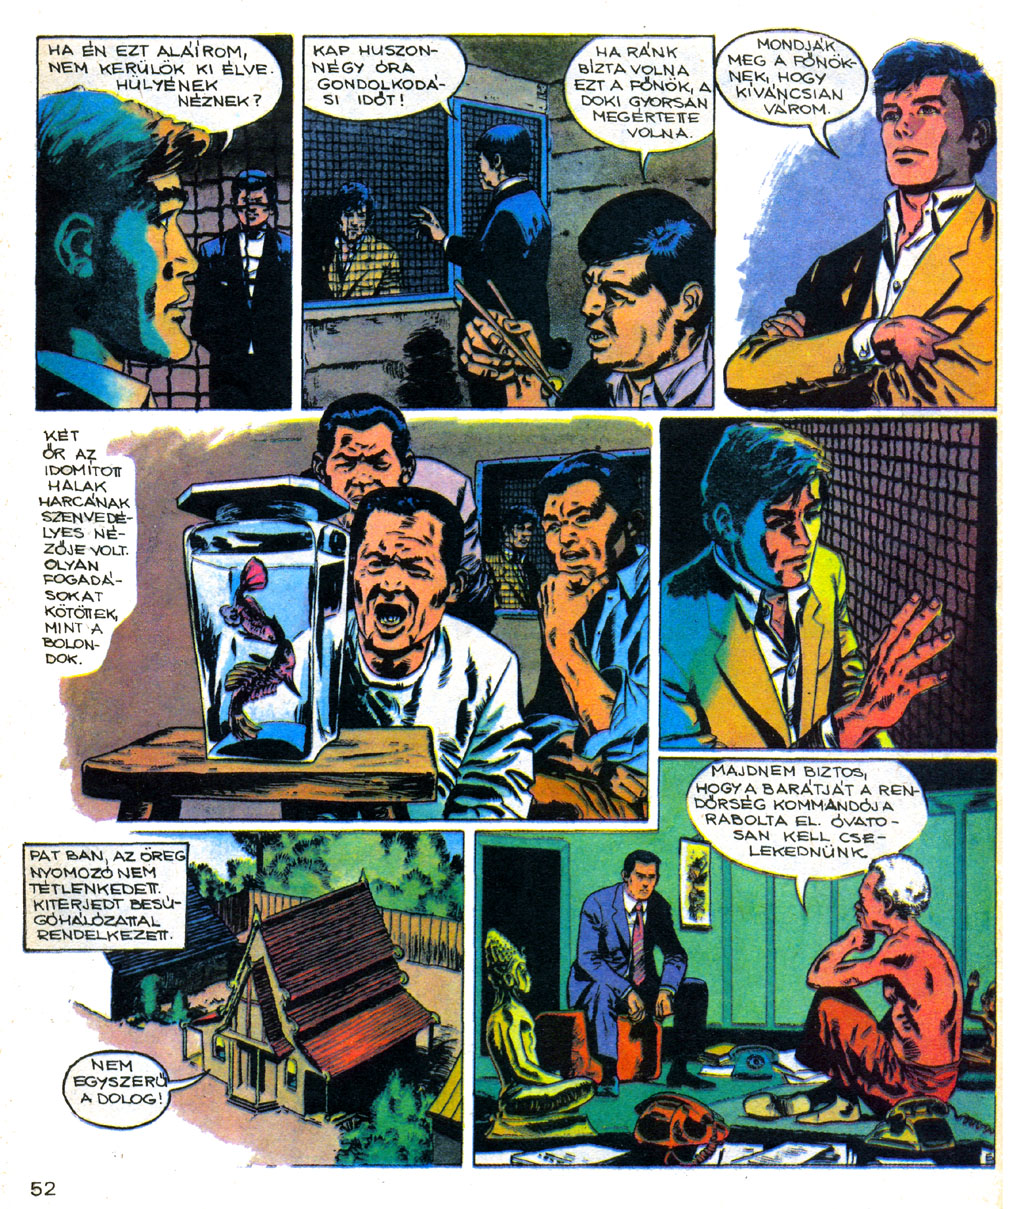 HA ÉN EZT ALÁÍROM,
NEM KERÜLÖK KI ÉLVE.
HÜLYÉNEK
NÉZNEK?
KAP HUSZON-
NÉGY ÓRA
GONDOLKODÁ-
SI IDŐT!
HA RÁNK
BÍZTA VOLNA
EZT A FŐNÖK, A
DOKI GYORSAN
MEGÉRTETTE
VOLNA.
MONDJÁK
MEG A FŐNÖK-
NEK, HOGY
KÍVÁNCSIAN
VÁROM.
KÉT
ŐR AZ
IDOMÍTOTT
HALAK
HARCÁNAK
SZENVEDÉ-
LYES NÉ-
ZŐJE VOLT.
OLYAN
FOGADÁ-
SOKAT
KÖTÖTTEK,
MINT A
BOLON-
DOK.
PAT BAN, AZ ÖREG
NYOMOZÓ NEM
TÉTLENKEDETT.
KITERJEDT BESÚ-
GÓHÁLÓZATTAL
RENDELKEZETT.
NEM
EGYSZERŰ
A DOLOG!
MAJDNEM BIZTOS,
HOGY A BARÁTJÁT A REN-
DŐRSÉG KOMMANDÓJA
RABOLTA EL. ÓVATO-
SAN KELL CSE-
LEKEDNÜNK.
52